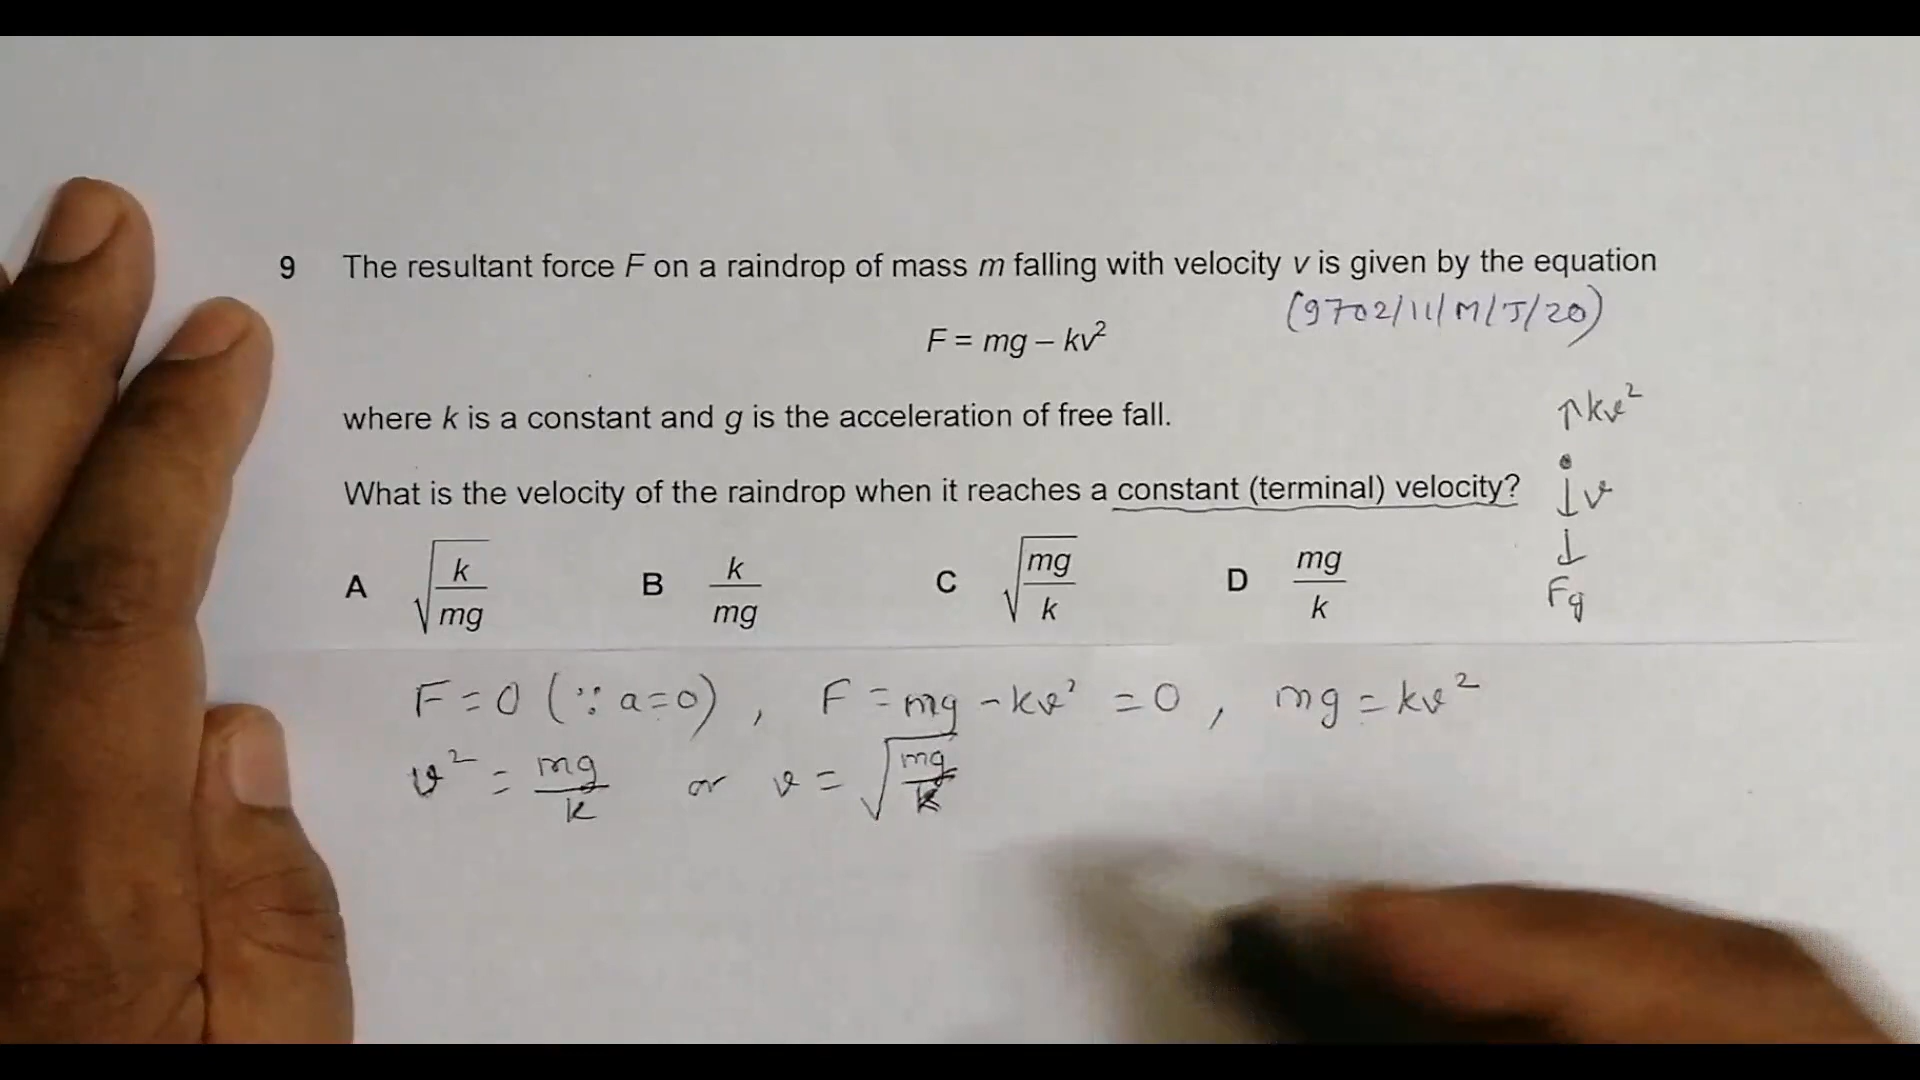 9 The resultant force F on a raindrop of mass m falling with velocity v is given by the equation
(9702/11/M/J/20)
F = mg – kv²
where k is a constant and g is the acceleration of free fall.
↑kv²
What is the velocity of the raindrop when it reaches a constant (terminal) velocity?
↓v
↓
Fg
A √(k/mg) B k/mg C √(mg/k) D mg/k
F = 0 (∵ a=0), F = mg – kv² = 0, mg = kv²
v² = mg/k or v = √(mg/k)